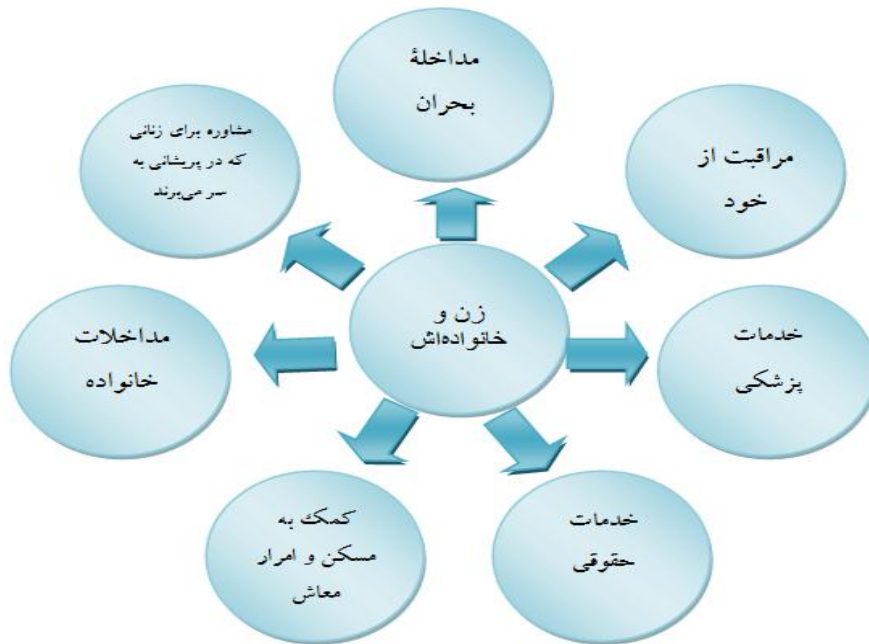 مداخلهٔ
بحران
مراقبت از
خود
خدمات
پزشکی
خدمات
حقوقی
کمک به
مسکن و امرار
معاش
مداخلات
خانواده
مشاوره برای زنانی
که در پریشانی به
سر می‌برند
زن و
خانواده‌اش